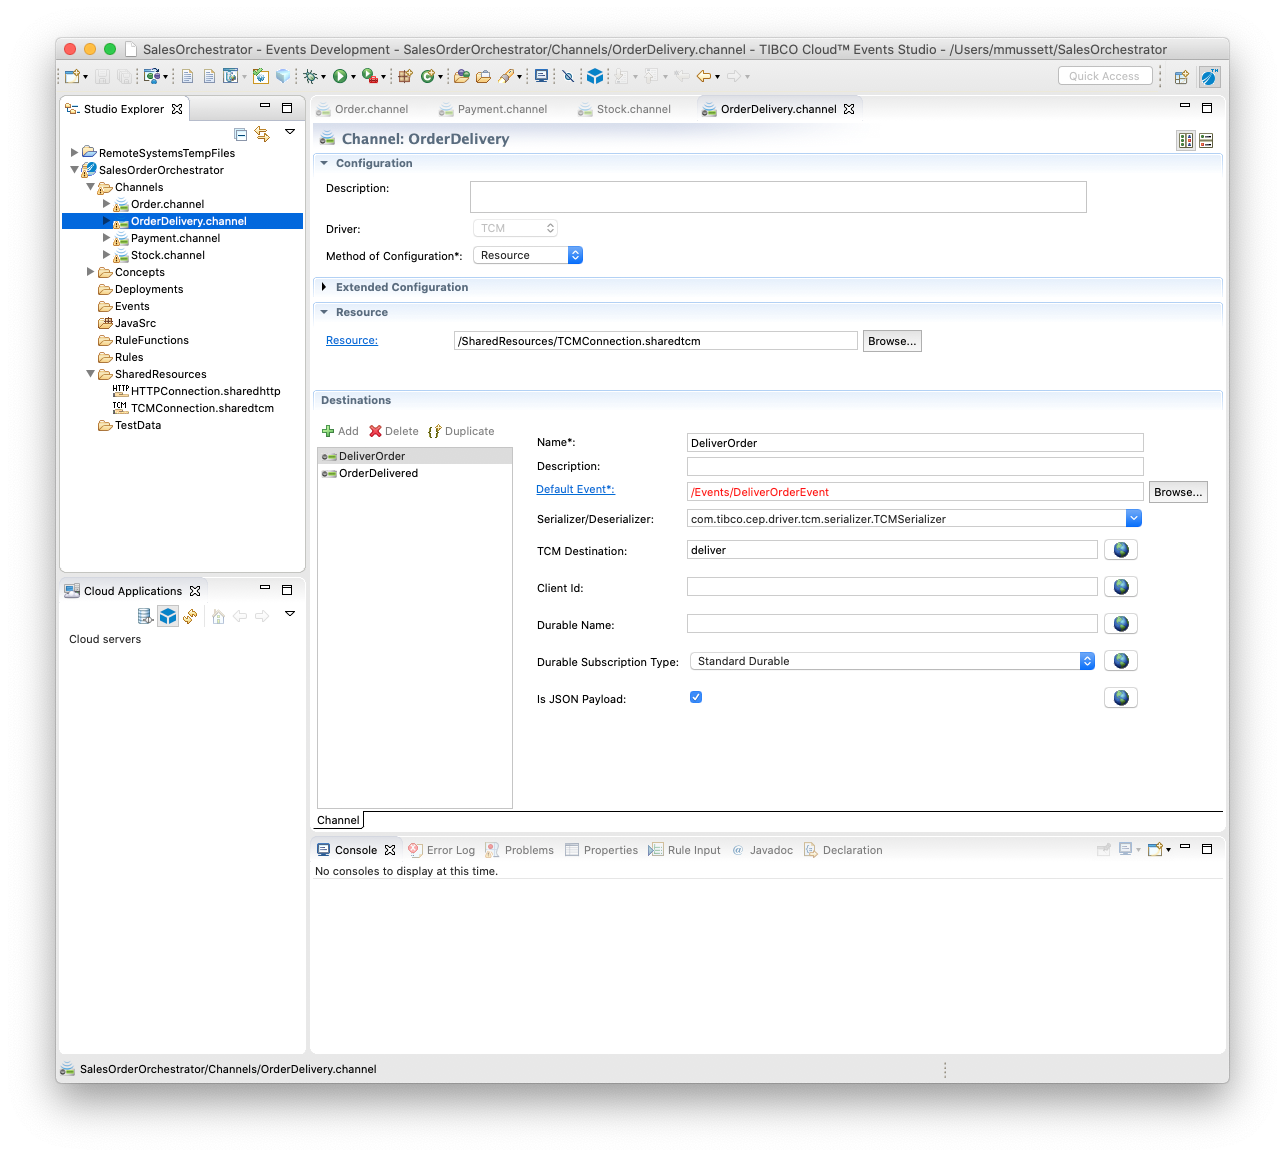 SalesOrchestrator - Events Development - SalesOrderOrchestrator/Channels/OrderDelivery.channel - TIBCO Cloud™ Events Studio - /Users/mmussett/SalesOrchestrator
Quick Access
Studio Explorer
RemoteSystemsTempFiles
SalesOrderOrchestrator
Channels
Order.channel
OrderDelivery.channel
Payment.channel
Stock.channel
Concepts
Deployments
Events
JavaSrc
RuleFunctions
Rules
SharedResources
HTTP HTTPConnection.sharedhttp
TCM TCMConnection.sharedtcm
TestData
Cloud Applications
Cloud servers
Order.channel Payment.channel Stock.channel OrderDelivery.channel
Channel: OrderDelivery
Configuration
Description:
Driver: TCM
Method of Configuration*: Resource
Extended Configuration
Resource
Resource: /SharedResources/TCMConnection.sharedtcm Browse...
Destinations
Add Delete Duplicate
DeliverOrder
OrderDelivered
Name*: DeliverOrder
Description:
Default Event*: /Events/DeliverOrderEvent Browse...
Serializer/Deserializer: com.tibco.cep.driver.tcm.serializer.TCMSerializer
TCM Destination: deliver
Client Id:
Durable Name:
Durable Subscription Type: Standard Durable
Is JSON Payload:
Channel
Console Error Log Problems Properties Rule Input @ Javadoc Declaration
No consoles to display at this time.
SalesOrderOrchestrator/Channels/OrderDelivery.channel